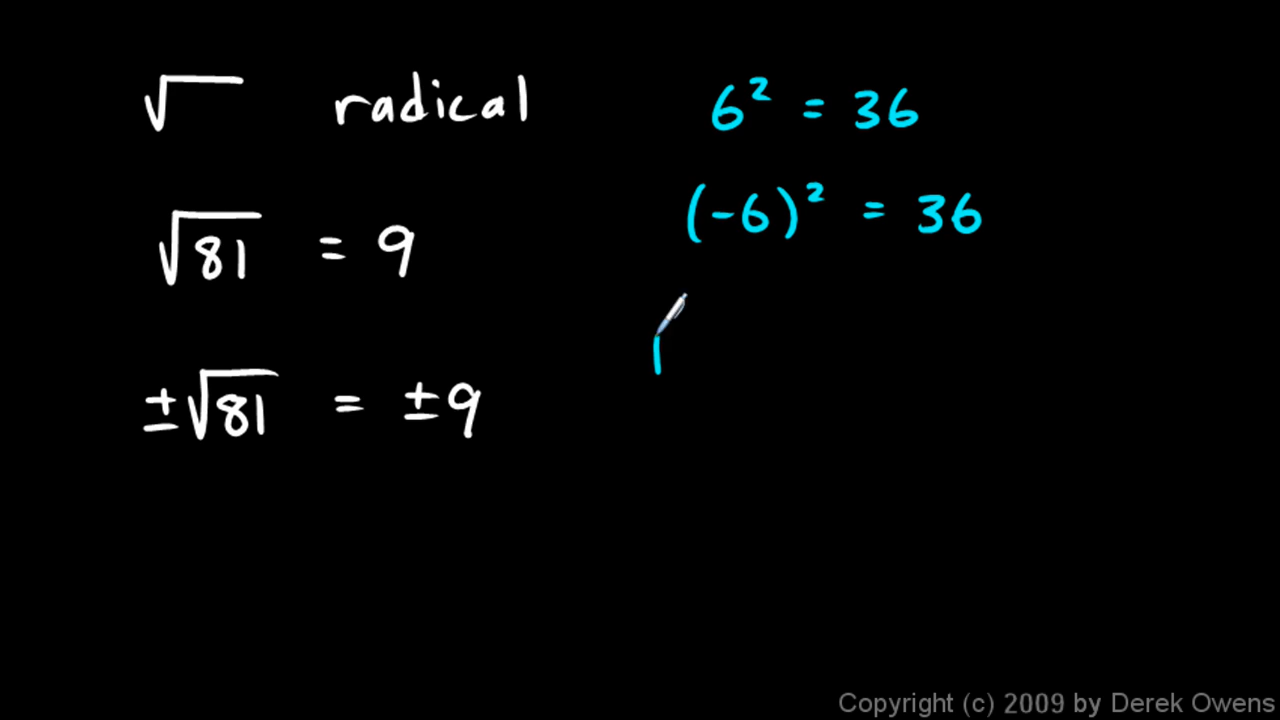 √ radical
√81 = 9
±√81 = ±9
6² = 36
(-6)² = 36
Copyright (c) 2009 by Derek Owens